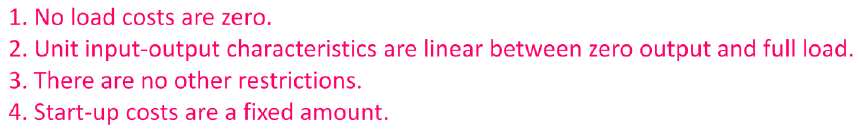 1. No load costs are zero.
2. Unit input-output characteristics are linear between zero output and full load.
3. There are no other restrictions.
4. Start-up costs are a fixed amount.